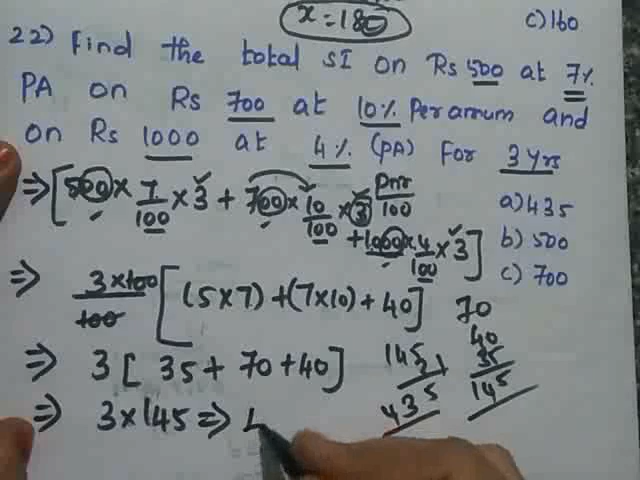 x=180
c) 160
22) Find the total SI on Rs 500 at 7%
PA on Rs 700 at 10% Per annum and
on Rs 1000 at 4% (PA) For 3 Yrs
⇒ [500 × 7/100 × 3 + 700 × 10/100 × 3
pnr/100
+ 1000 × 4/100 × 3]
a) 435
b) 500
c) 700
⇒ 3×100/100 [(5×7) + (7×10) + 40]
70
40
35
145
⇒ 3 [35 + 70 + 40]
145
435
⇒ 3 × 145 ⇒ 4